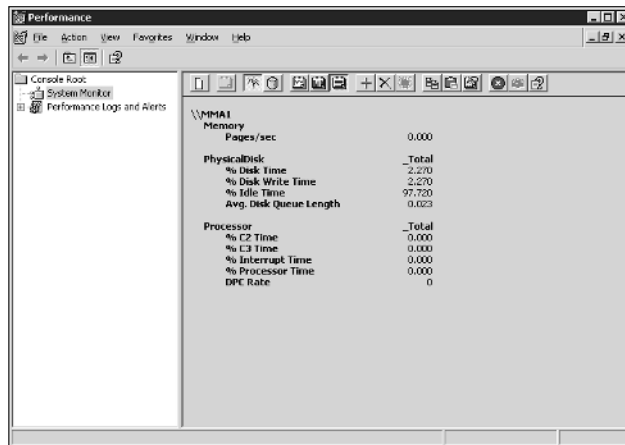 Performance
File Action View Favorites Window Help
Console Root
System Monitor
Performance Logs and Alerts
\\MMA1
Memory
Pages/sec 0.000
PhysicalDisk _Total
% Disk Time 2.270
% Disk Write Time 2.270
% Idle Time 97.720
Avg. Disk Queue Length 0.023
Processor _Total
% C2 Time 0.000
% C3 Time 0.000
% Interrupt Time 0.000
% Processor Time 0.000
DPC Rate 0